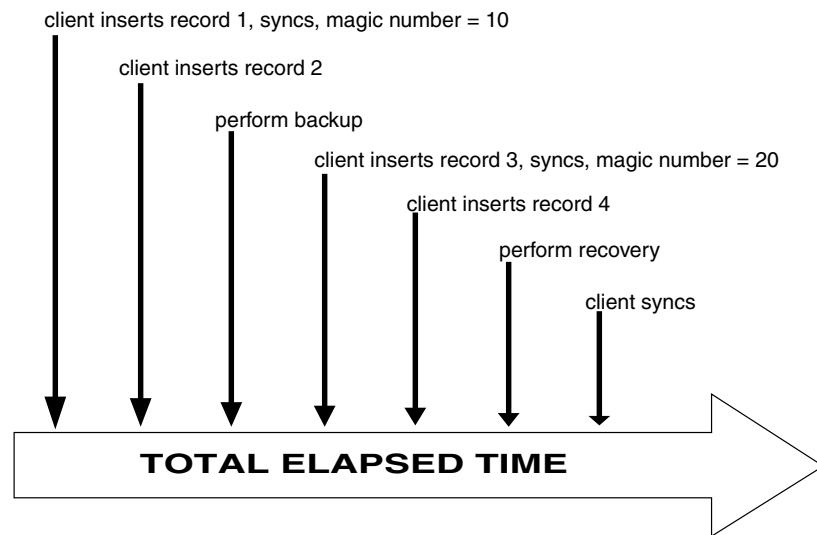 client inserts record 1, syncs, magic number = 10
client inserts record 2
perform backup
client inserts record 3, syncs, magic number = 20
client inserts record 4
perform recovery
client syncs
TOTAL ELAPSED TIME